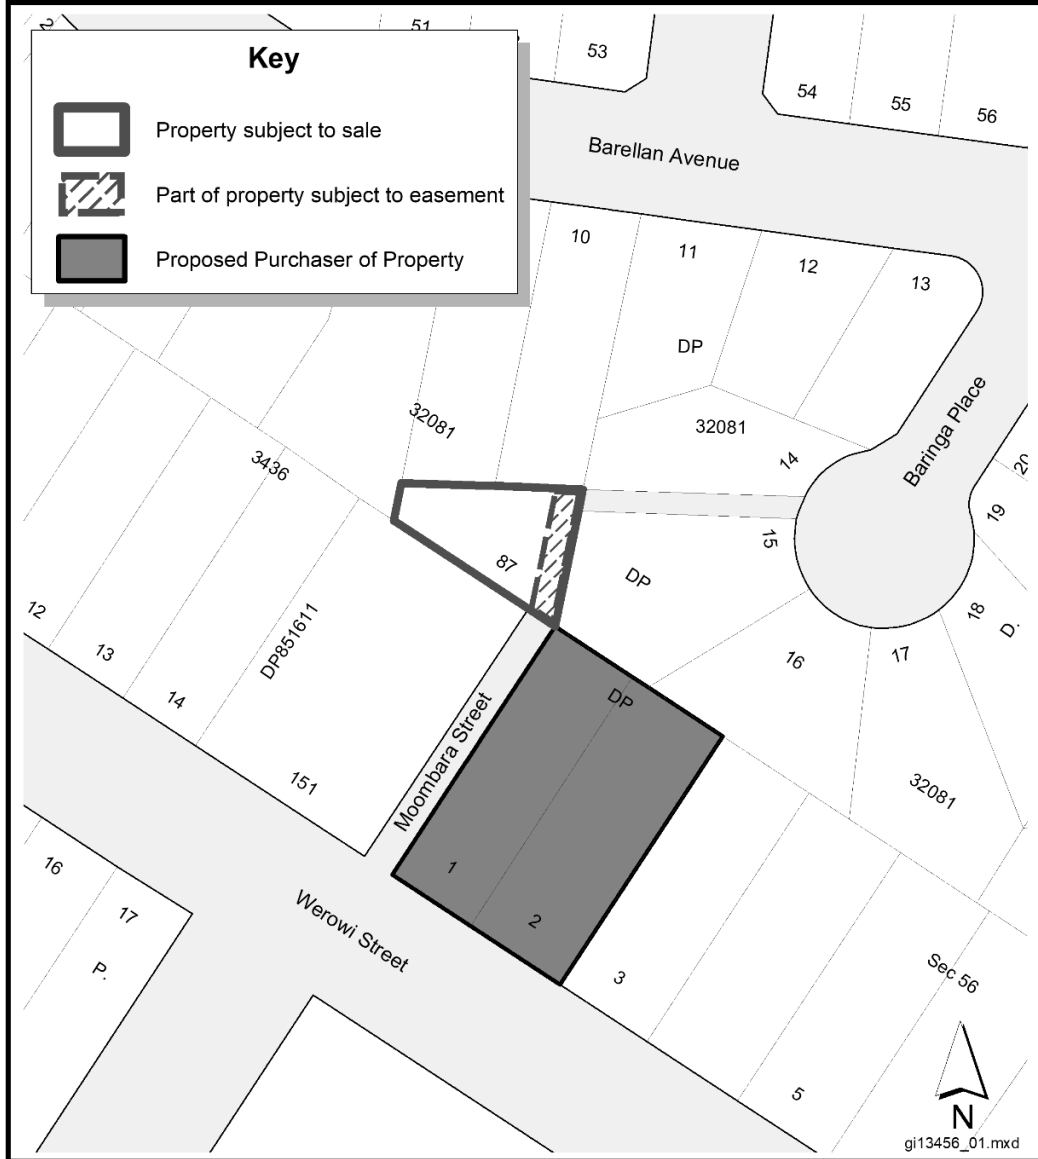 2
51
53
54
55
56
Key
Property subject to sale
Part of property subject to easement
Proposed Purchaser of Property
Barellan Avenue
10
11
12
13
DP
32081
32081
14
Baringa Place
3436
20
19
15
87
DP
18
D.
12
13
14
DP851611
151
16
17
DP
Moombara Street
32081
1
2
3
16
17
P.
Werowi Street
Sec 56
5
N
gi13456_01.mxd